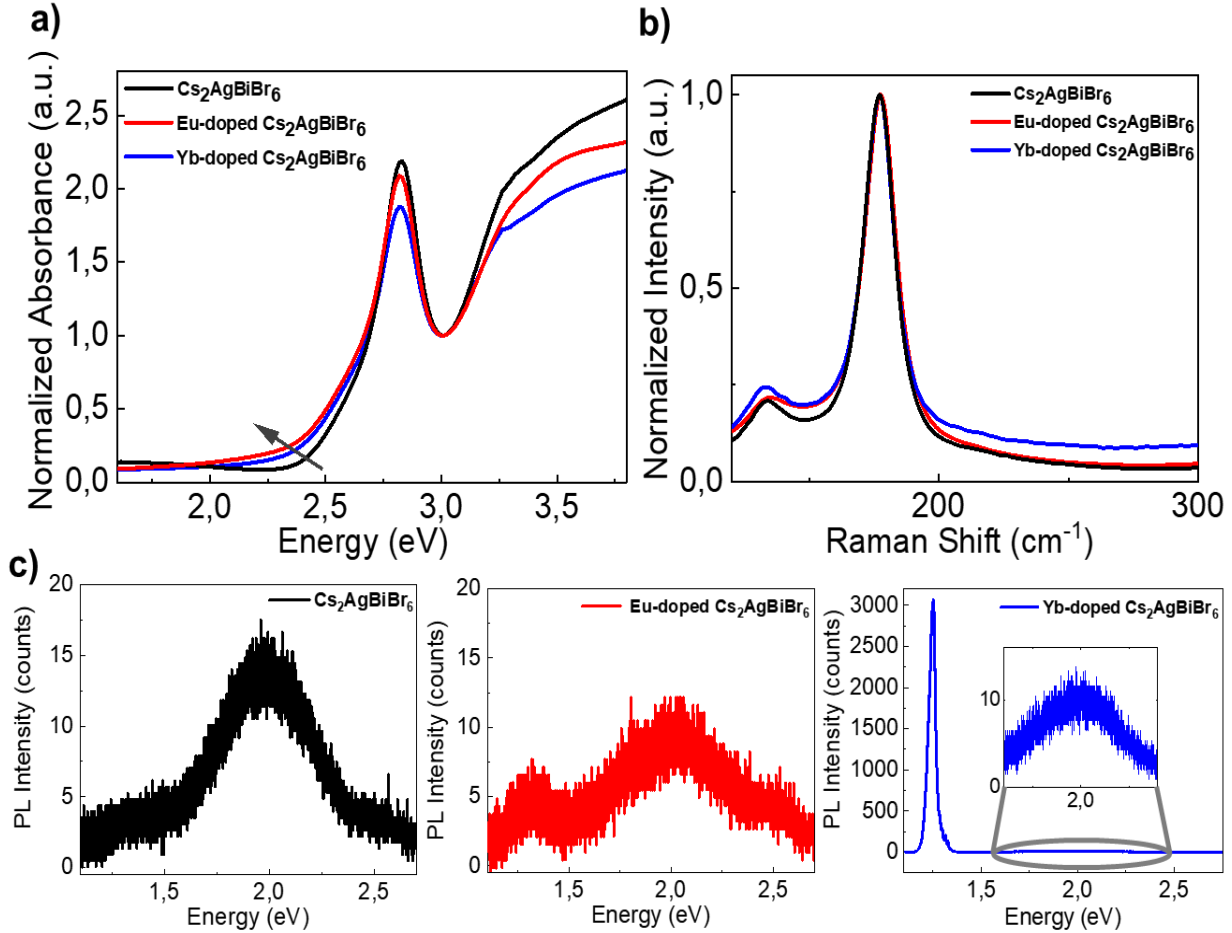 a)
Normalized Absorbance (a.u.)
2,5
2,0
1,5
1,0
0,5
0,0
Cs₂AgBiBr₆
Eu-doped Cs₂AgBiBr₆
Yb-doped Cs₂AgBiBr₆
2,0 2,5 3,0 3,5
Energy (eV)
b)
Normalized Intensity (a.u.)
1,0
0,5
0,0
Cs₂AgBiBr₆
Eu-doped Cs₂AgBiBr₆
Yb-doped Cs₂AgBiBr₆
200 300
Raman Shift (cm⁻¹)
c)
PL Intensity (counts)
20
15
10
5
0
Cs₂AgBiBr₆
1,5 2,0 2,5
Energy (eV)
PL Intensity (counts)
20
15
10
5
0
Eu-doped Cs₂AgBiBr₆
1,5 2,0 2,5
Energy (eV)
PL Intensity (counts)
3000
2500
2000
1500
1000
500
0
Yb-doped Cs₂AgBiBr₆
10
0
2,0
1,5 2,0 2,5
Energy (eV)